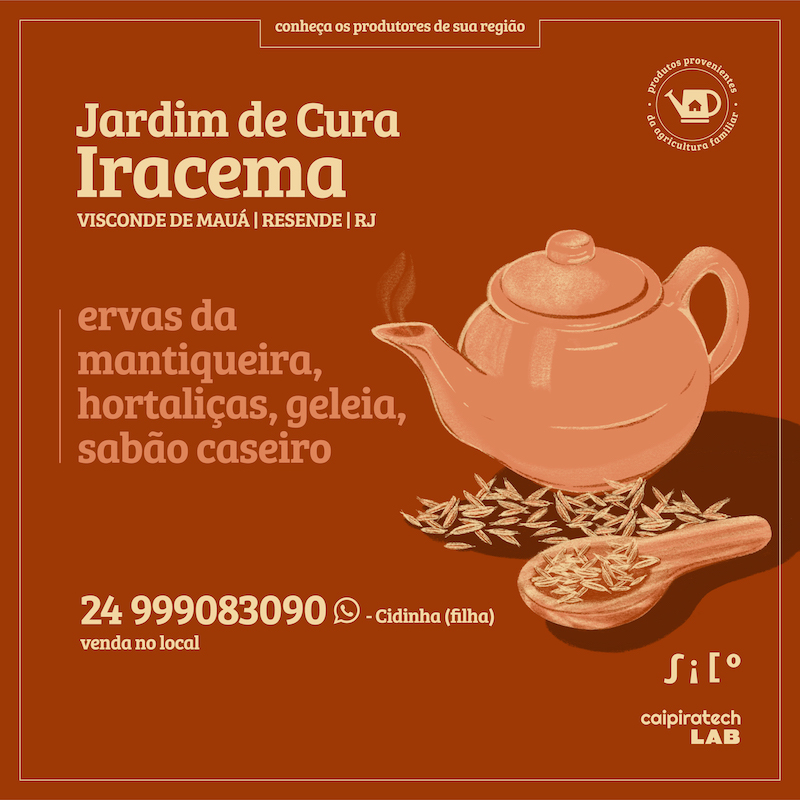 conheça os produtores de sua região
produtos provenientes
da agricultura familiar
Jardim de Cura
Iracema
VISCONDE DE MAUÁ | RESENDE | RJ
ervas da
mantiqueira,
hortaliças, geleia,
sabão caseiro
24 999083090 - Cidinha (filha)
venda no local
caipiratech
LAB